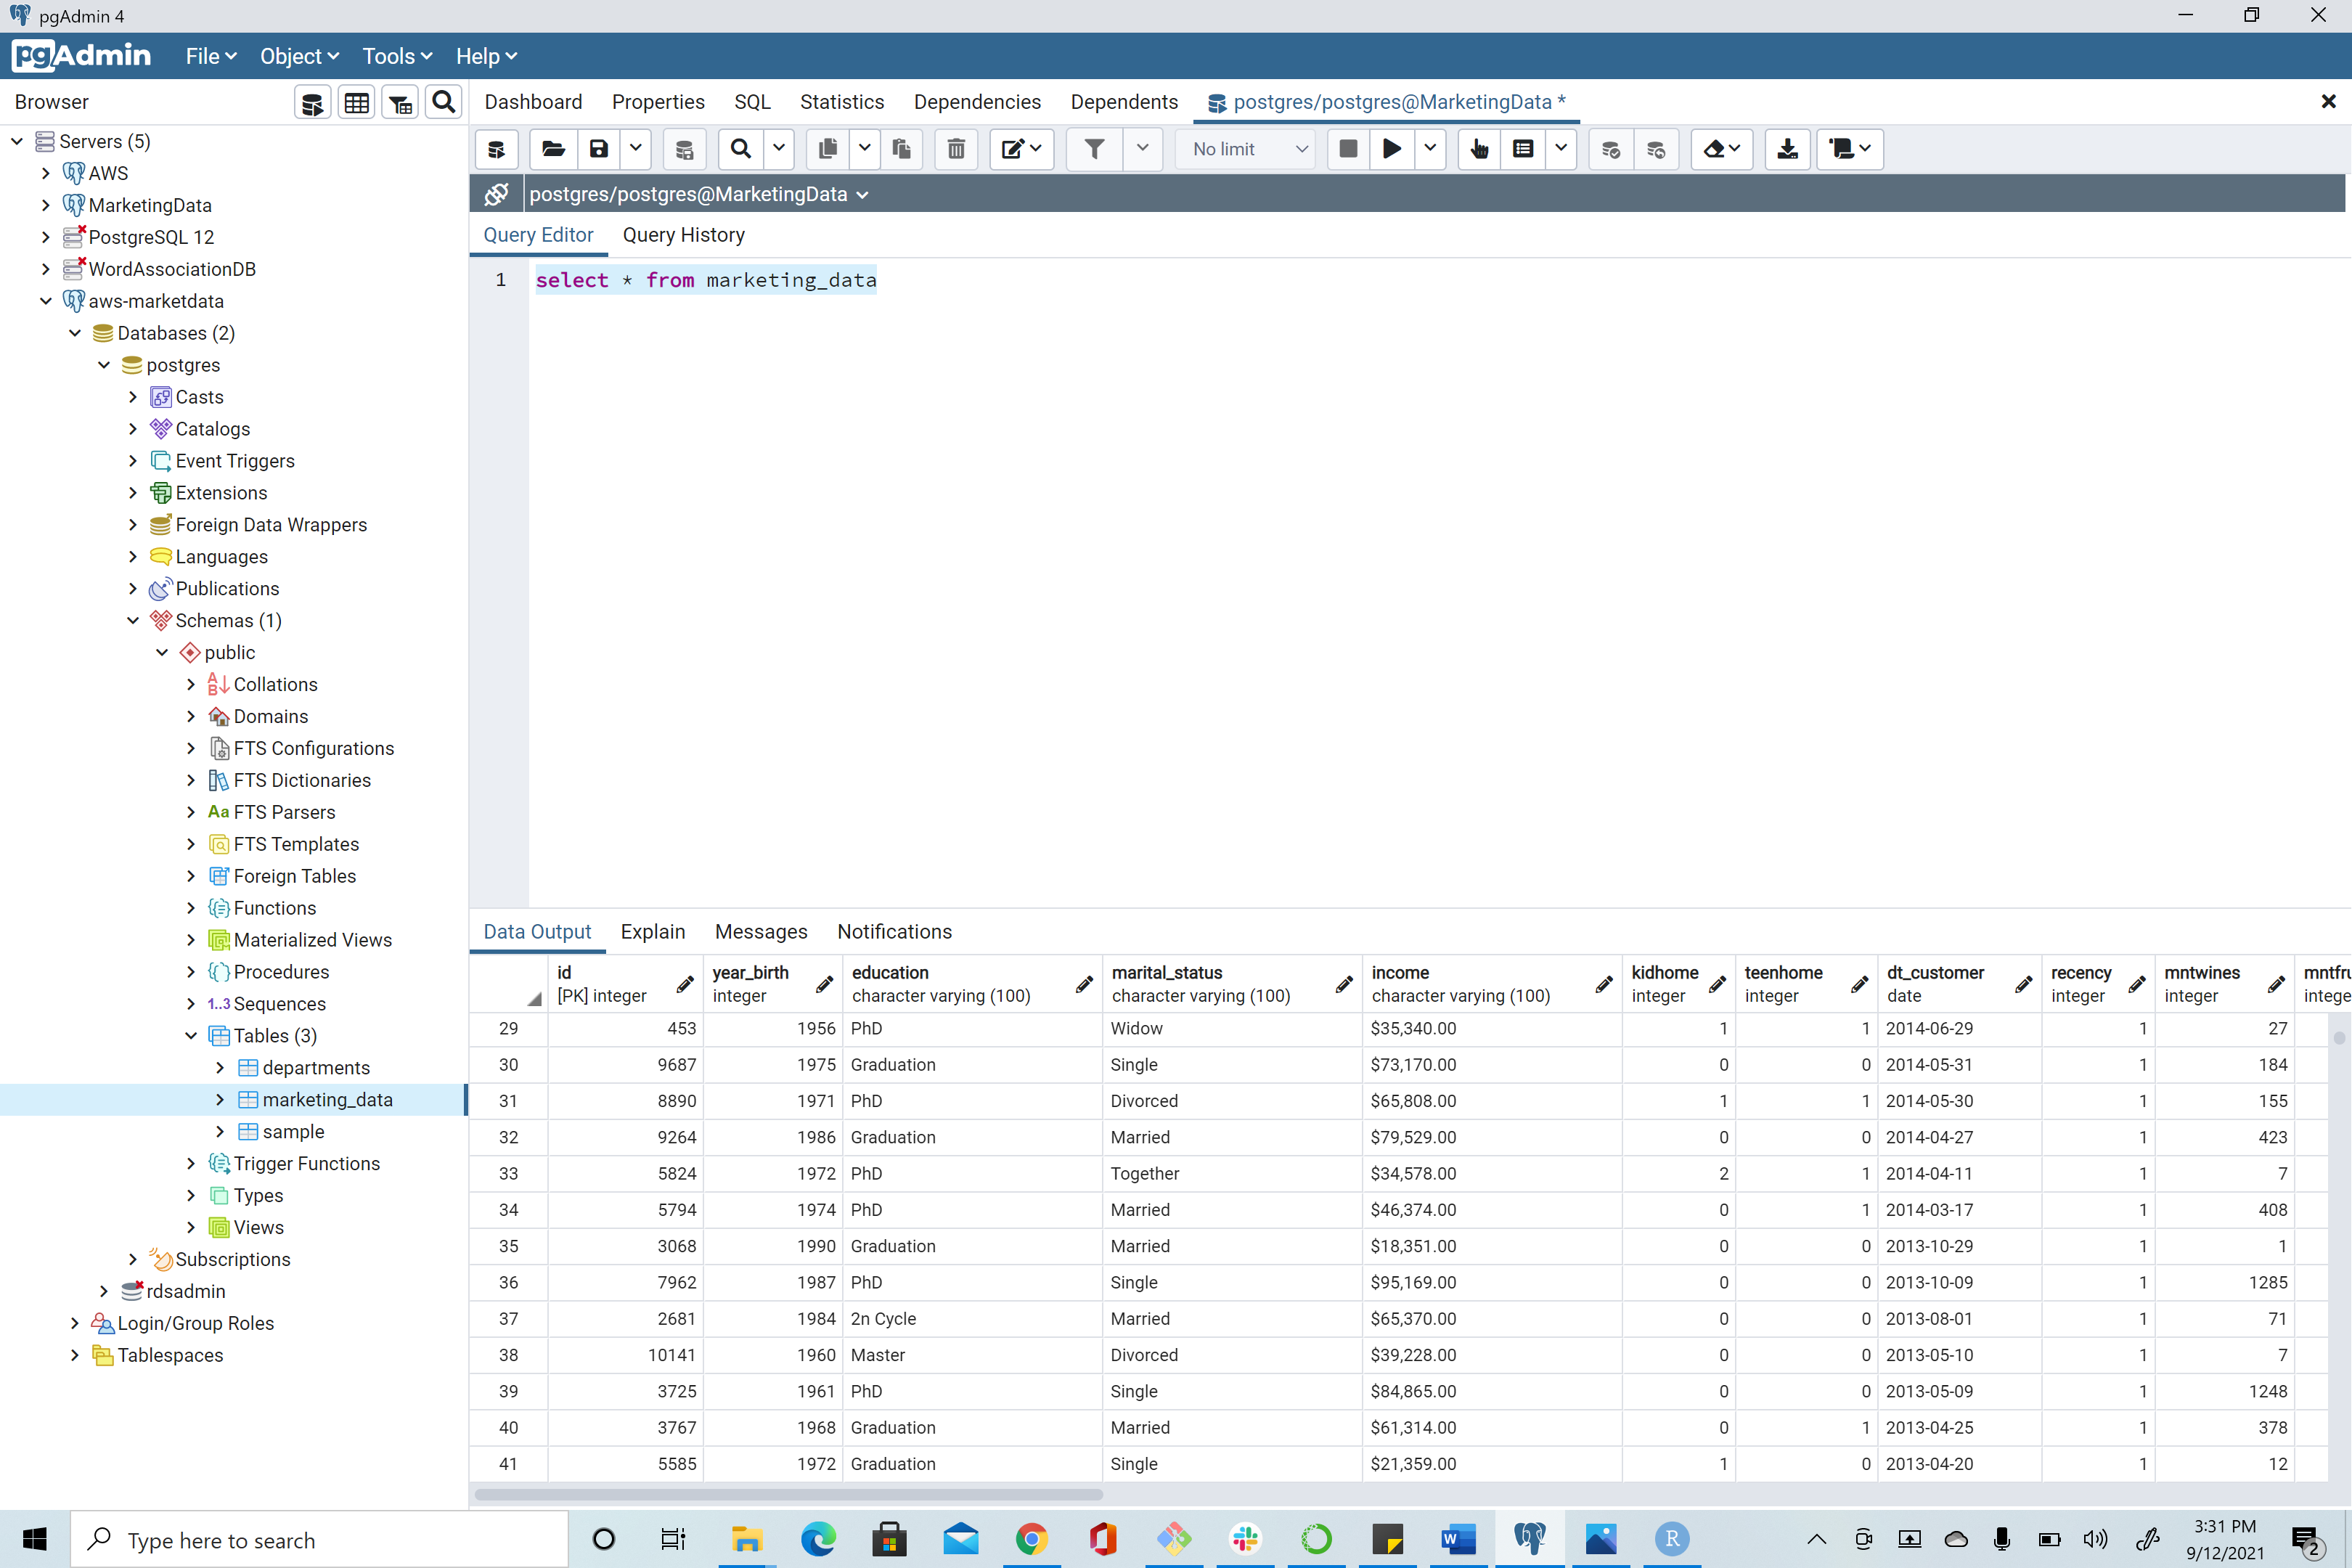 pgAdmin 4
pgAdmin File Object Tools Help
Browser
Servers (5)
AWS
MarketingData
PostgreSQL 12
WordAssociationDB
aws-marketdata
Databases (2)
postgres
Casts
Catalogs
Event Triggers
Extensions
Foreign Data Wrappers
Languages
Publications
Schemas (1)
public
Collations
Domains
FTS Configurations
FTS Dictionaries
Aa FTS Parsers
FTS Templates
Foreign Tables
Functions
Materialized Views
Procedures
1..3 Sequences
Tables (3)
departments
marketing_data
sample
Trigger Functions
Types
Views
Subscriptions
rdsadmin
Login/Group Roles
Tablespaces
Dashboard Properties SQL Statistics Dependencies Dependents postgres/postgres@MarketingData *
No limit
postgres/postgres@MarketingData
Query Editor Query History
1 select * from marketing_data
Data Output Explain Messages Notifications
id year_birth education marital_status income kidhome teenhome dt_customer recency mntwines mntfru
[PK] integer integer character varying (100) character varying (100) character varying (100) integer integer date integer integer intege
29 453 1956 PhD Widow $35,340.00 1 1 2014-06-29 1 27
30 9687 1975 Graduation Single $73,170.00 0 0 2014-05-31 1 184
31 8890 1971 PhD Divorced $65,808.00 1 1 2014-05-30 1 155
32 9264 1986 Graduation Married $79,529.00 0 0 2014-04-27 1 423
33 5824 1972 PhD Together $34,578.00 2 1 2014-04-11 1 7
34 5794 1974 PhD Married $46,374.00 0 1 2014-03-17 1 408
35 3068 1990 Graduation Married $18,351.00 0 0 2013-10-29 1 1
36 7962 1987 PhD Single $95,169.00 0 0 2013-10-09 1 1285
37 2681 1984 2n Cycle Married $65,370.00 0 0 2013-08-01 1 71
38 10141 1960 Master Divorced $39,228.00 0 0 2013-05-10 1 7
39 3725 1961 PhD Single $84,865.00 0 0 2013-05-09 1 1248
40 3767 1968 Graduation Married $61,314.00 0 1 2013-04-25 1 378
41 5585 1972 Graduation Single $21,359.00 1 0 2013-04-20 1 12
Type here to search
W
R
3:31 PM
9/12/2021
2